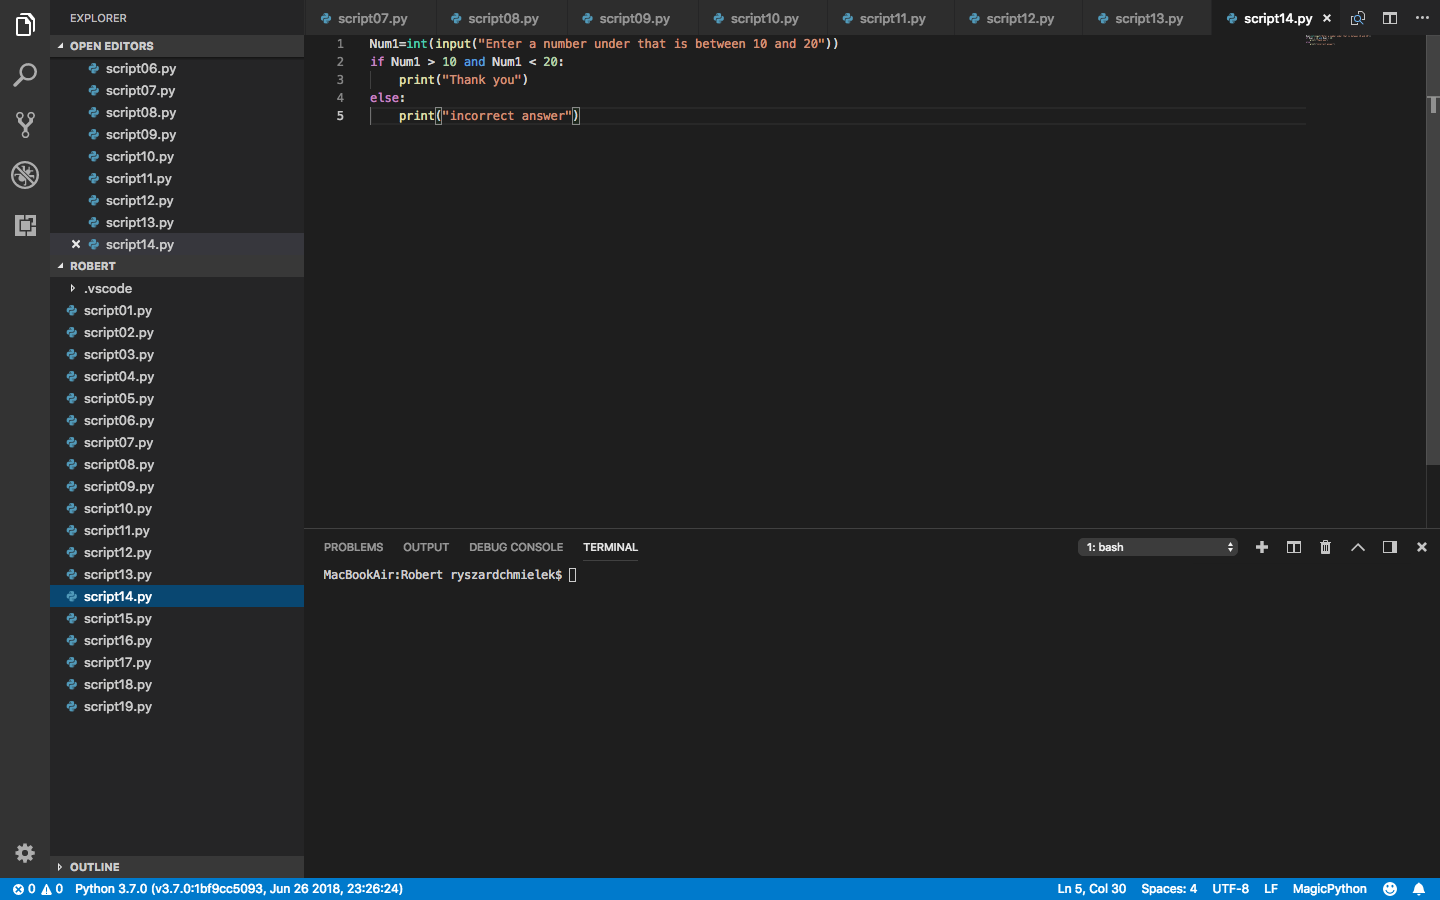 EXPLORER
OPEN EDITORS
script06.py
script07.py
script08.py
script09.py
script10.py
script11.py
script12.py
script13.py
script14.py
ROBERT
.vscode
script01.py
script02.py
script03.py
script04.py
script05.py
script06.py
script07.py
script08.py
script09.py
script10.py
script11.py
script12.py
script13.py
script14.py
script15.py
script16.py
script17.py
script18.py
script19.py
OUTLINE
script07.py script08.py script09.py script10.py script11.py script12.py script13.py script14.py
1 Num1=int(input("Enter a number under that is between 10 and 20"))
2 if Num1 > 10 and Num1 < 20:
3     print("Thank you")
4 else:
5     print("incorrect answer")
PROBLEMS OUTPUT DEBUG CONSOLE TERMINAL 1: bash
MacBookAir:Robert ryszardchmielek$
0 0 Python 3.7.0 (v3.7.0:1bf9cc5093, Jun 26 2018, 23:26:24) Ln 5, Col 30 Spaces: 4 UTF-8 LF MagicPython